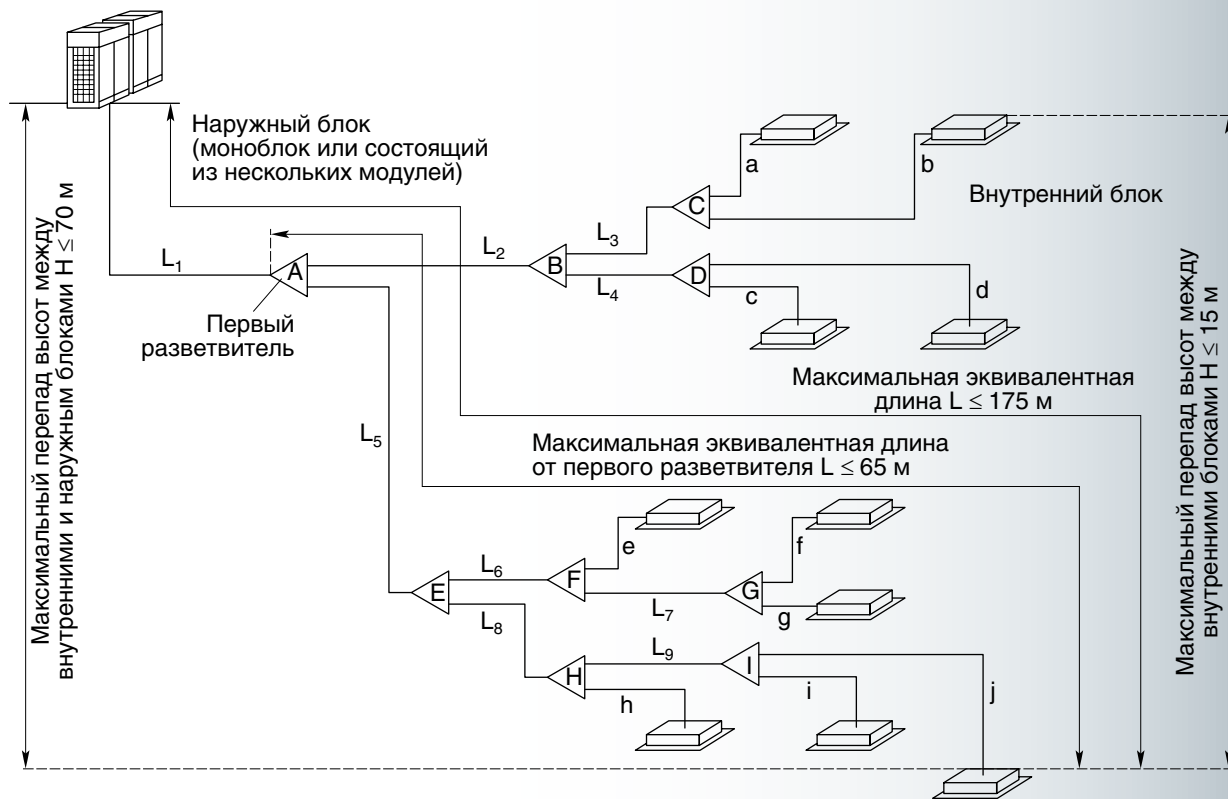 Наружный блок
(моноблок или состоящий
из нескольких модулей)
Максимальный перепад высот между
внутренними и наружным блоками H ≤ 70 м
a
b
C
Внутренний блок
L₁
A
L₂
B
L₃
L₄
D
c
d
Первый
разветвитель
Максимальная эквивалентная
длина L ≤ 175 м
L₅
Максимальная эквивалентная длина
от первого разветвителя L ≤ 65 м
Максимальный перепад высот между
внутренними блоками H ≤ 15 м
e
f
L₆
F
E
G
L₇
g
L₈
L₉
I
H
h
i
j